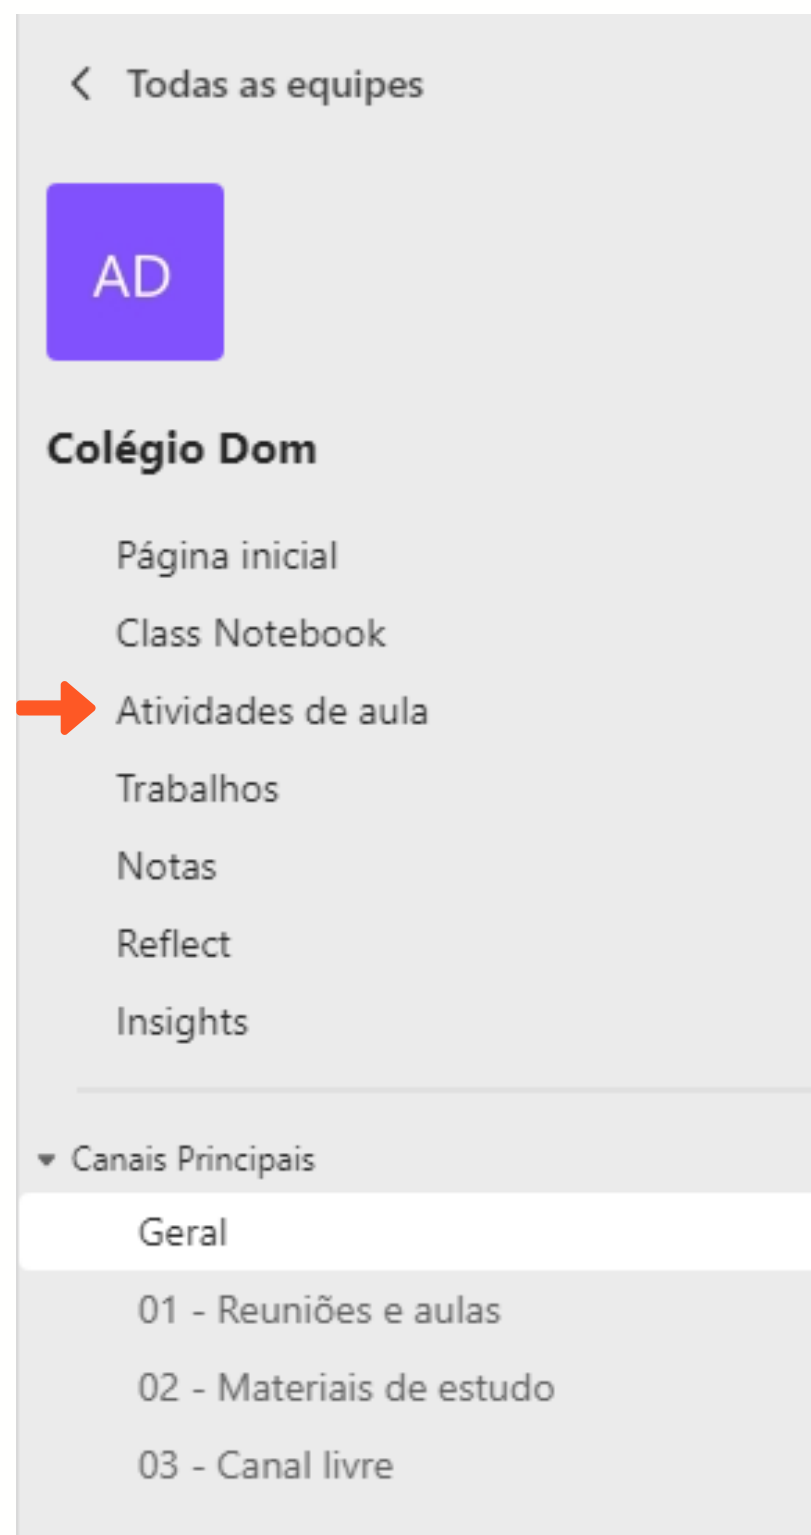 Todas as equipes
AD
Colégio Dom
Página inicial
Class Notebook
Atividades de aula
Trabalhos
Notas
Reflect
Insights
Canais Principais
Geral
01 - Reuniões e aulas
02 - Materiais de estudo
03 - Canal livre